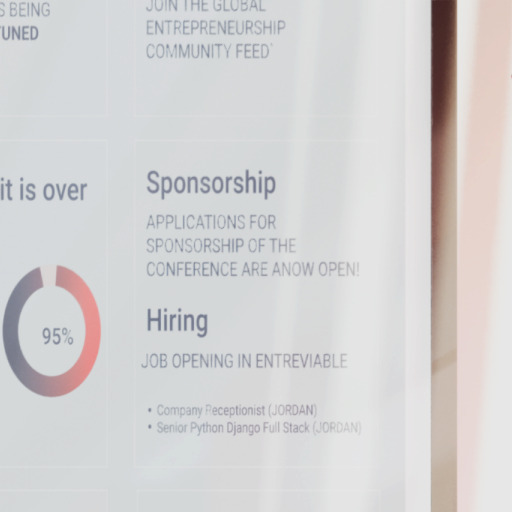 S BEING
TUNED
JOIN THE GLOBAL
ENTREPRENEURSHIP
COMMUNITY FEED`
it is over
95%
Sponsorship
APPLICATIONS FOR
SPONSORSHIP OF THE
CONFERENCE ARE ANOW OPEN!
Hiring
JOB OPENING IN ENTREVIABLE
• Company Receptionist (JORDAN)
• Senior Python Django Full Stack (JORDAN)